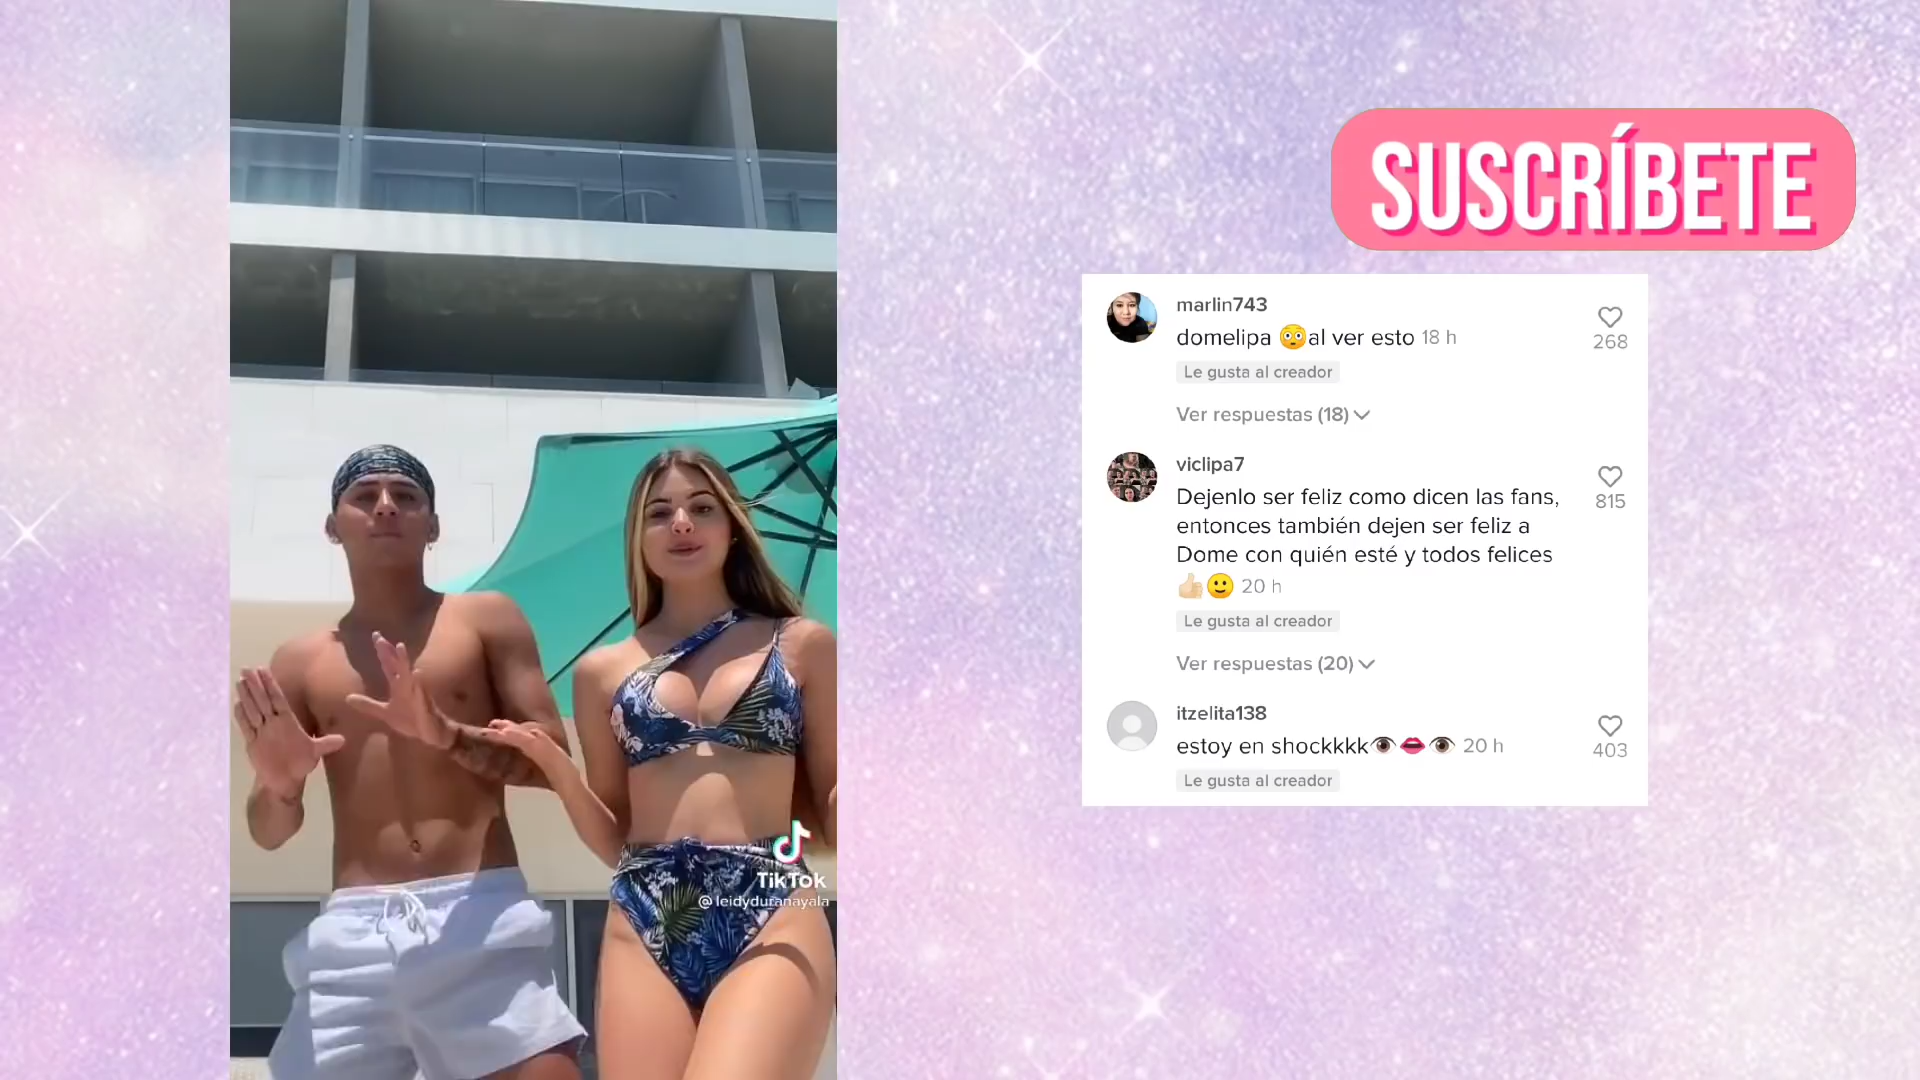 SUSCRÍBETE
marlin743
domelipa 😳al ver esto 18 h
268
Le gusta al creador
Ver respuestas (18)
viclipa7
Dejenlo ser feliz como dicen las fans,
815
entonces también dejen ser feliz a
Dome con quién esté y todos felices
👍🏻🙂 20 h
Le gusta al creador
Ver respuestas (20)
itzelita138
estoy en shockkkk👁️👄👁️ 20 h
403
Le gusta al creador
TikTok
@leidyduranayala